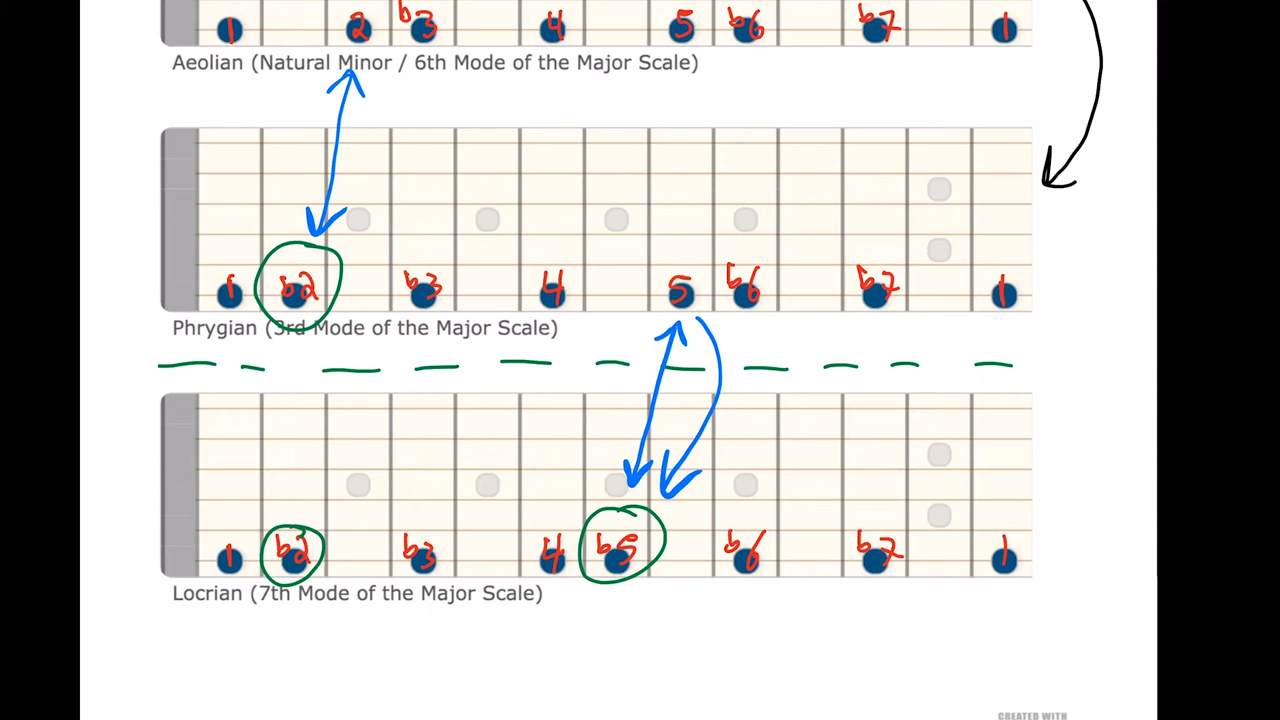 1 2 b3 4 5 b6 b7 1
Aeolian (Natural Minor / 6th Mode of the Major Scale)
1 b2 b3 4 5 b6 b7 1
Phrygian (3rd Mode of the Major Scale)
1 b2 b3 4 b5 b6 b7 1
Locrian (7th Mode of the Major Scale)
CREATED WITH